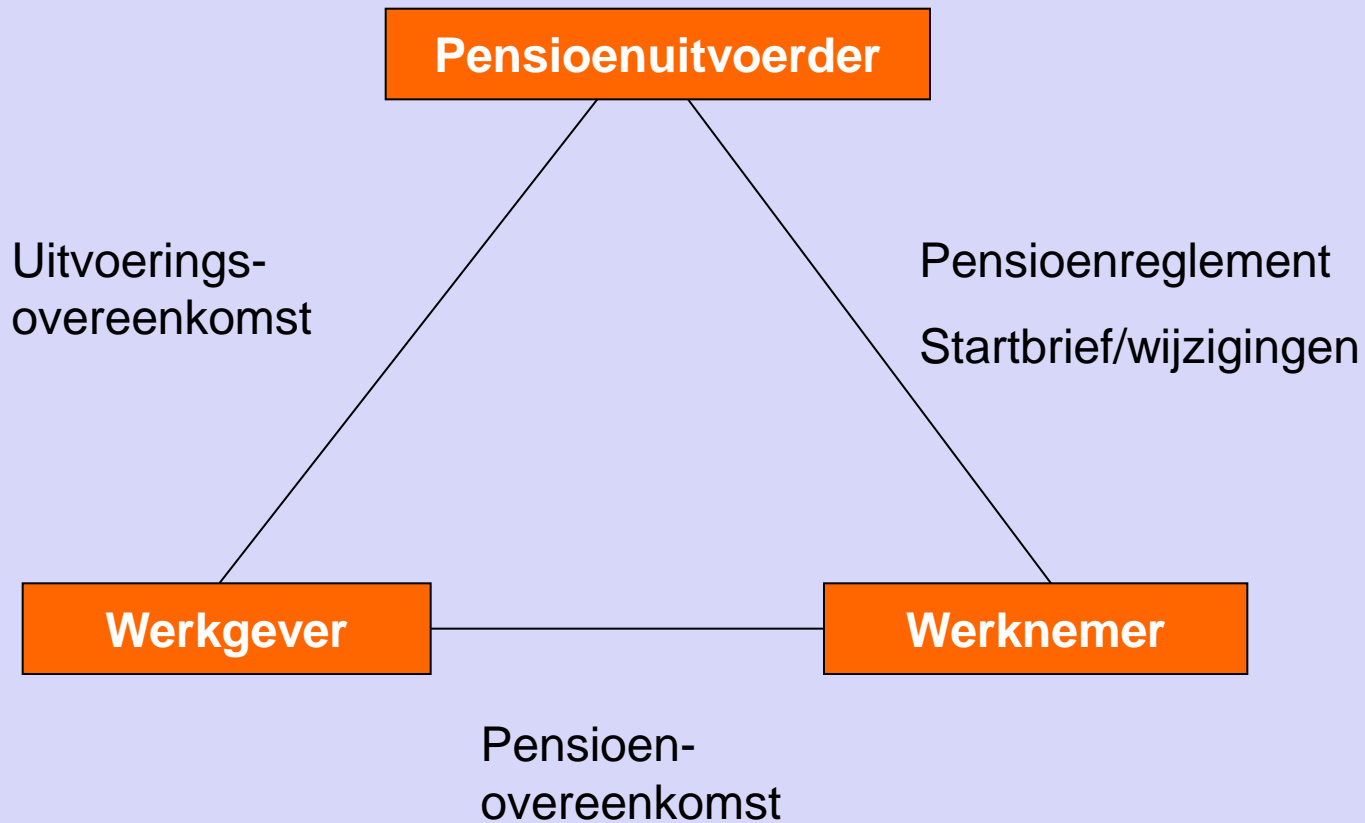 Pensioenuitvoerder
Uitvoerings-
overeenkomst
Pensioenreglement
Startbrief/wijzigingen
Werkgever
Werknemer
Pensioen-
overeenkomst